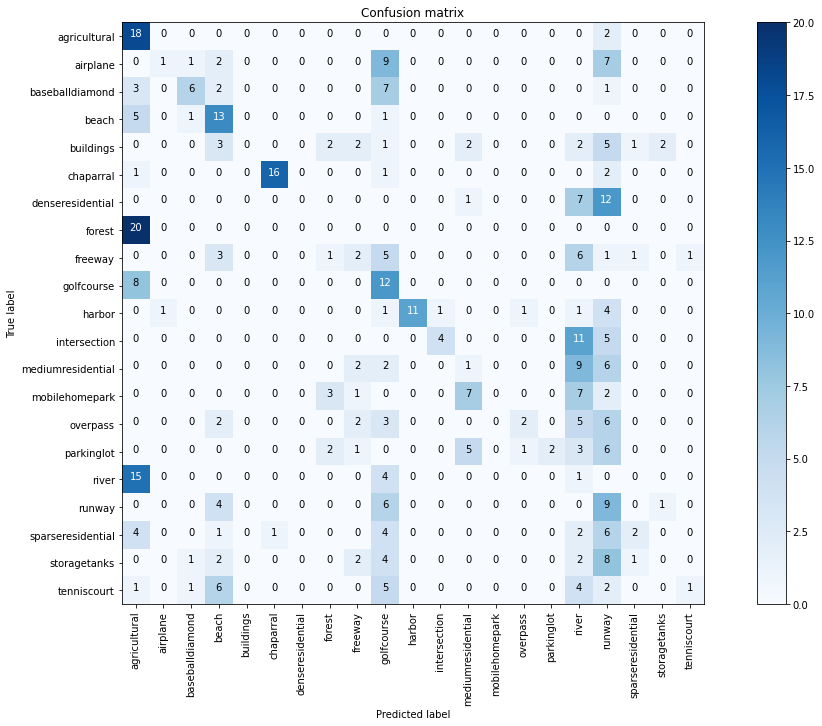 Confusion matrix
agricultural 18 0 0 0 0 0 0 0 0 0 0 0 0 0 0 0 0 2 0 0 0
airplane 0 1 1 2 0 0 0 0 0 9 0 0 0 0 0 0 0 7 0 0 0
baseballdiamond 3 0 6 2 0 0 0 0 0 7 0 0 0 0 0 0 0 1 0 0 0
beach 5 0 1 13 0 0 0 0 0 1 0 0 0 0 0 0 0 0 0 0 0
buildings 0 0 0 3 0 0 0 2 2 1 0 0 2 0 0 0 2 5 1 2 0
chaparral 1 0 0 0 0 16 0 0 0 1 0 0 0 0 0 0 0 2 0 0 0
denseresidential 0 0 0 0 0 0 0 0 0 0 0 0 1 0 0 0 7 12 0 0 0
forest 20 0 0 0 0 0 0 0 0 0 0 0 0 0 0 0 0 0 0 0 0
freeway 0 0 0 3 0 0 0 1 2 5 0 0 0 0 0 0 6 1 1 0 1
golfcourse 8 0 0 0 0 0 0 0 0 12 0 0 0 0 0 0 0 0 0 0 0
harbor 0 1 0 0 0 0 0 0 0 1 11 1 0 0 1 0 1 4 0 0 0
intersection 0 0 0 0 0 0 0 0 0 0 0 4 0 0 0 0 11 5 0 0 0
mediumresidential 0 0 0 0 0 0 0 0 2 2 0 0 1 0 0 0 9 6 0 0 0
mobilehomepark 0 0 0 0 0 0 0 3 1 0 0 0 7 0 0 0 7 2 0 0 0
overpass 0 0 0 2 0 0 0 0 2 3 0 0 0 0 2 0 5 6 0 0 0
parkinglot 0 0 0 0 0 0 0 2 1 0 0 0 5 0 1 2 3 6 0 0 0
river 15 0 0 0 0 0 0 0 0 4 0 0 0 0 0 0 1 0 0 0 0
runway 0 0 0 4 0 0 0 0 0 6 0 0 0 0 0 0 0 9 0 1 0
sparseresidential 4 0 0 1 0 1 0 0 0 4 0 0 0 0 0 0 2 6 2 0 0
storagetanks 0 0 1 2 0 0 0 0 2 4 0 0 0 0 0 0 2 8 1 0 0
tenniscourt 1 0 1 6 0 0 0 0 0 5 0 0 0 0 0 0 4 2 0 0 1
True label
agricultural
airplane
baseballdiamond
beach
buildings
chaparral
denseresidential
forest
freeway
golfcourse
harbor
intersection
mediumresidential
mobilehomepark
overpass
parkinglot
river
runway
sparseresidential
storagetanks
tenniscourt
Predicted label
20.0
17.5
15.0
12.5
10.0
7.5
5.0
2.5
0.0